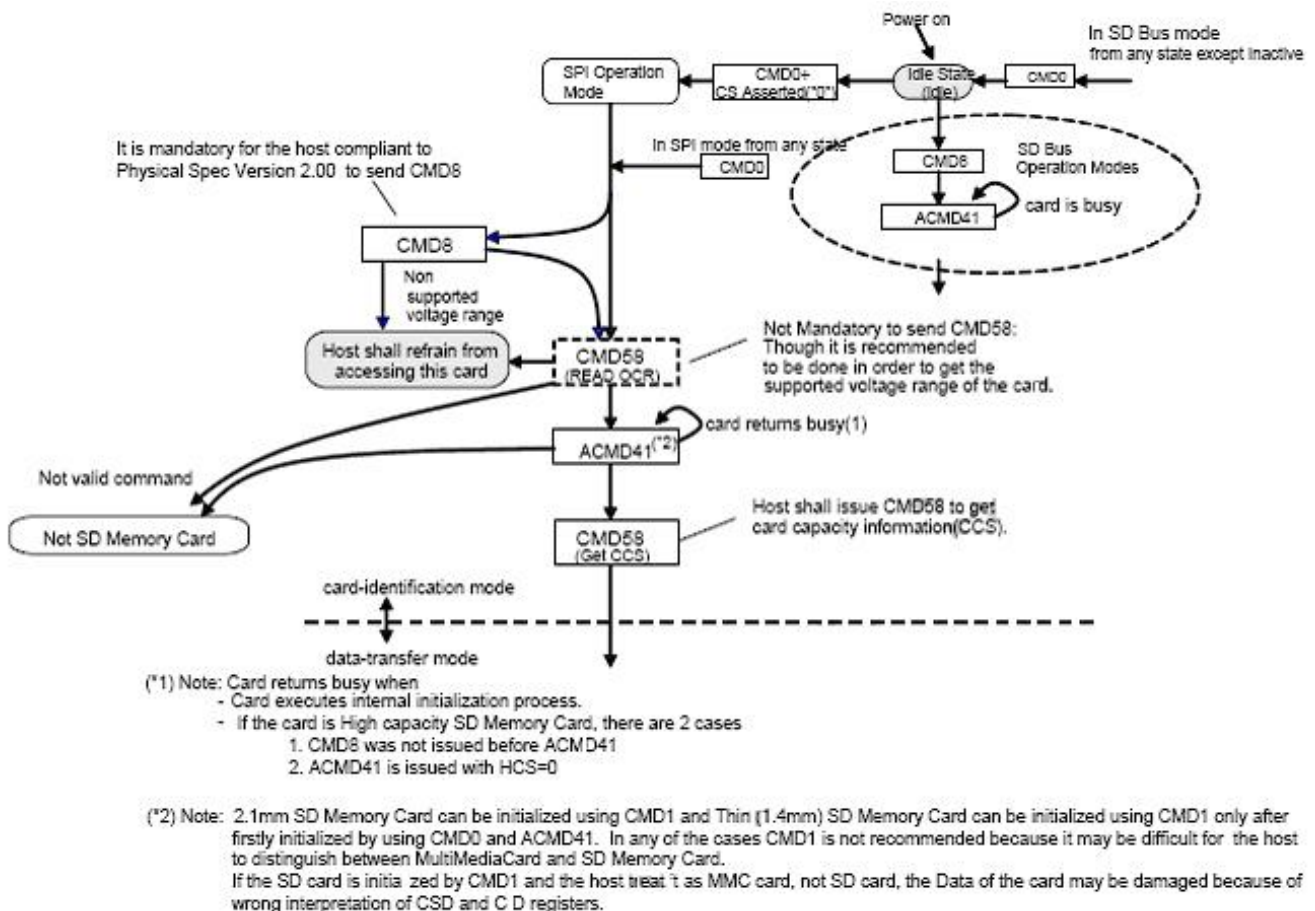 Power on
In SD Bus mode
from any state except Inactive
SPI Operation
Mode
CMD0+
CS Asserted("0")
Idle State
(Idle)
CMD0
It is mandatory for the host compliant to
Physical Spec Version 2.00 to send CMD8
In SPI mode from any state
CMD0
CMD8
SD Bus
Operation Modes
ACMD41
card is busy
CMD8
Non
supported
voltage range
Host shall refrain from
accessing this card
CMD58
(READ OCR)
Not Mandatory to send CMD58:
Though it is recommended
to be done in order to get the
supported voltage range of the card.
ACMD41(*2)
card returns busy(1)
Not valid command
Not SD Memory Card
CMD58
(Get CCS)
Host shall issue CMD58 to get
card capacity information(CCS).
card-identification mode
data-transfer mode
(*1) Note: Card returns busy when
- Card executes internal initialization process.
- If the card is High capacity SD Memory Card, there are 2 cases
1. CMD8 was not issued before ACMD41
2. ACMD41 is issued with HCS=0
(*2) Note: 2.1mm SD Memory Card can be initialized using CMD1 and Thin (1.4mm) SD Memory Card can be initialized using CMD1 only after
firstly initialized by using CMD0 and ACMD41. In any of the cases CMD1 is not recommended because it may be difficult for the host
to distinguish between MultiMediaCard and SD Memory Card.
If the SD card is initia zed by CMD1 and the host treat t as MMC card, not SD card, the Data of the card may be damaged because of
wrong interpretation of CSD and C D registers.